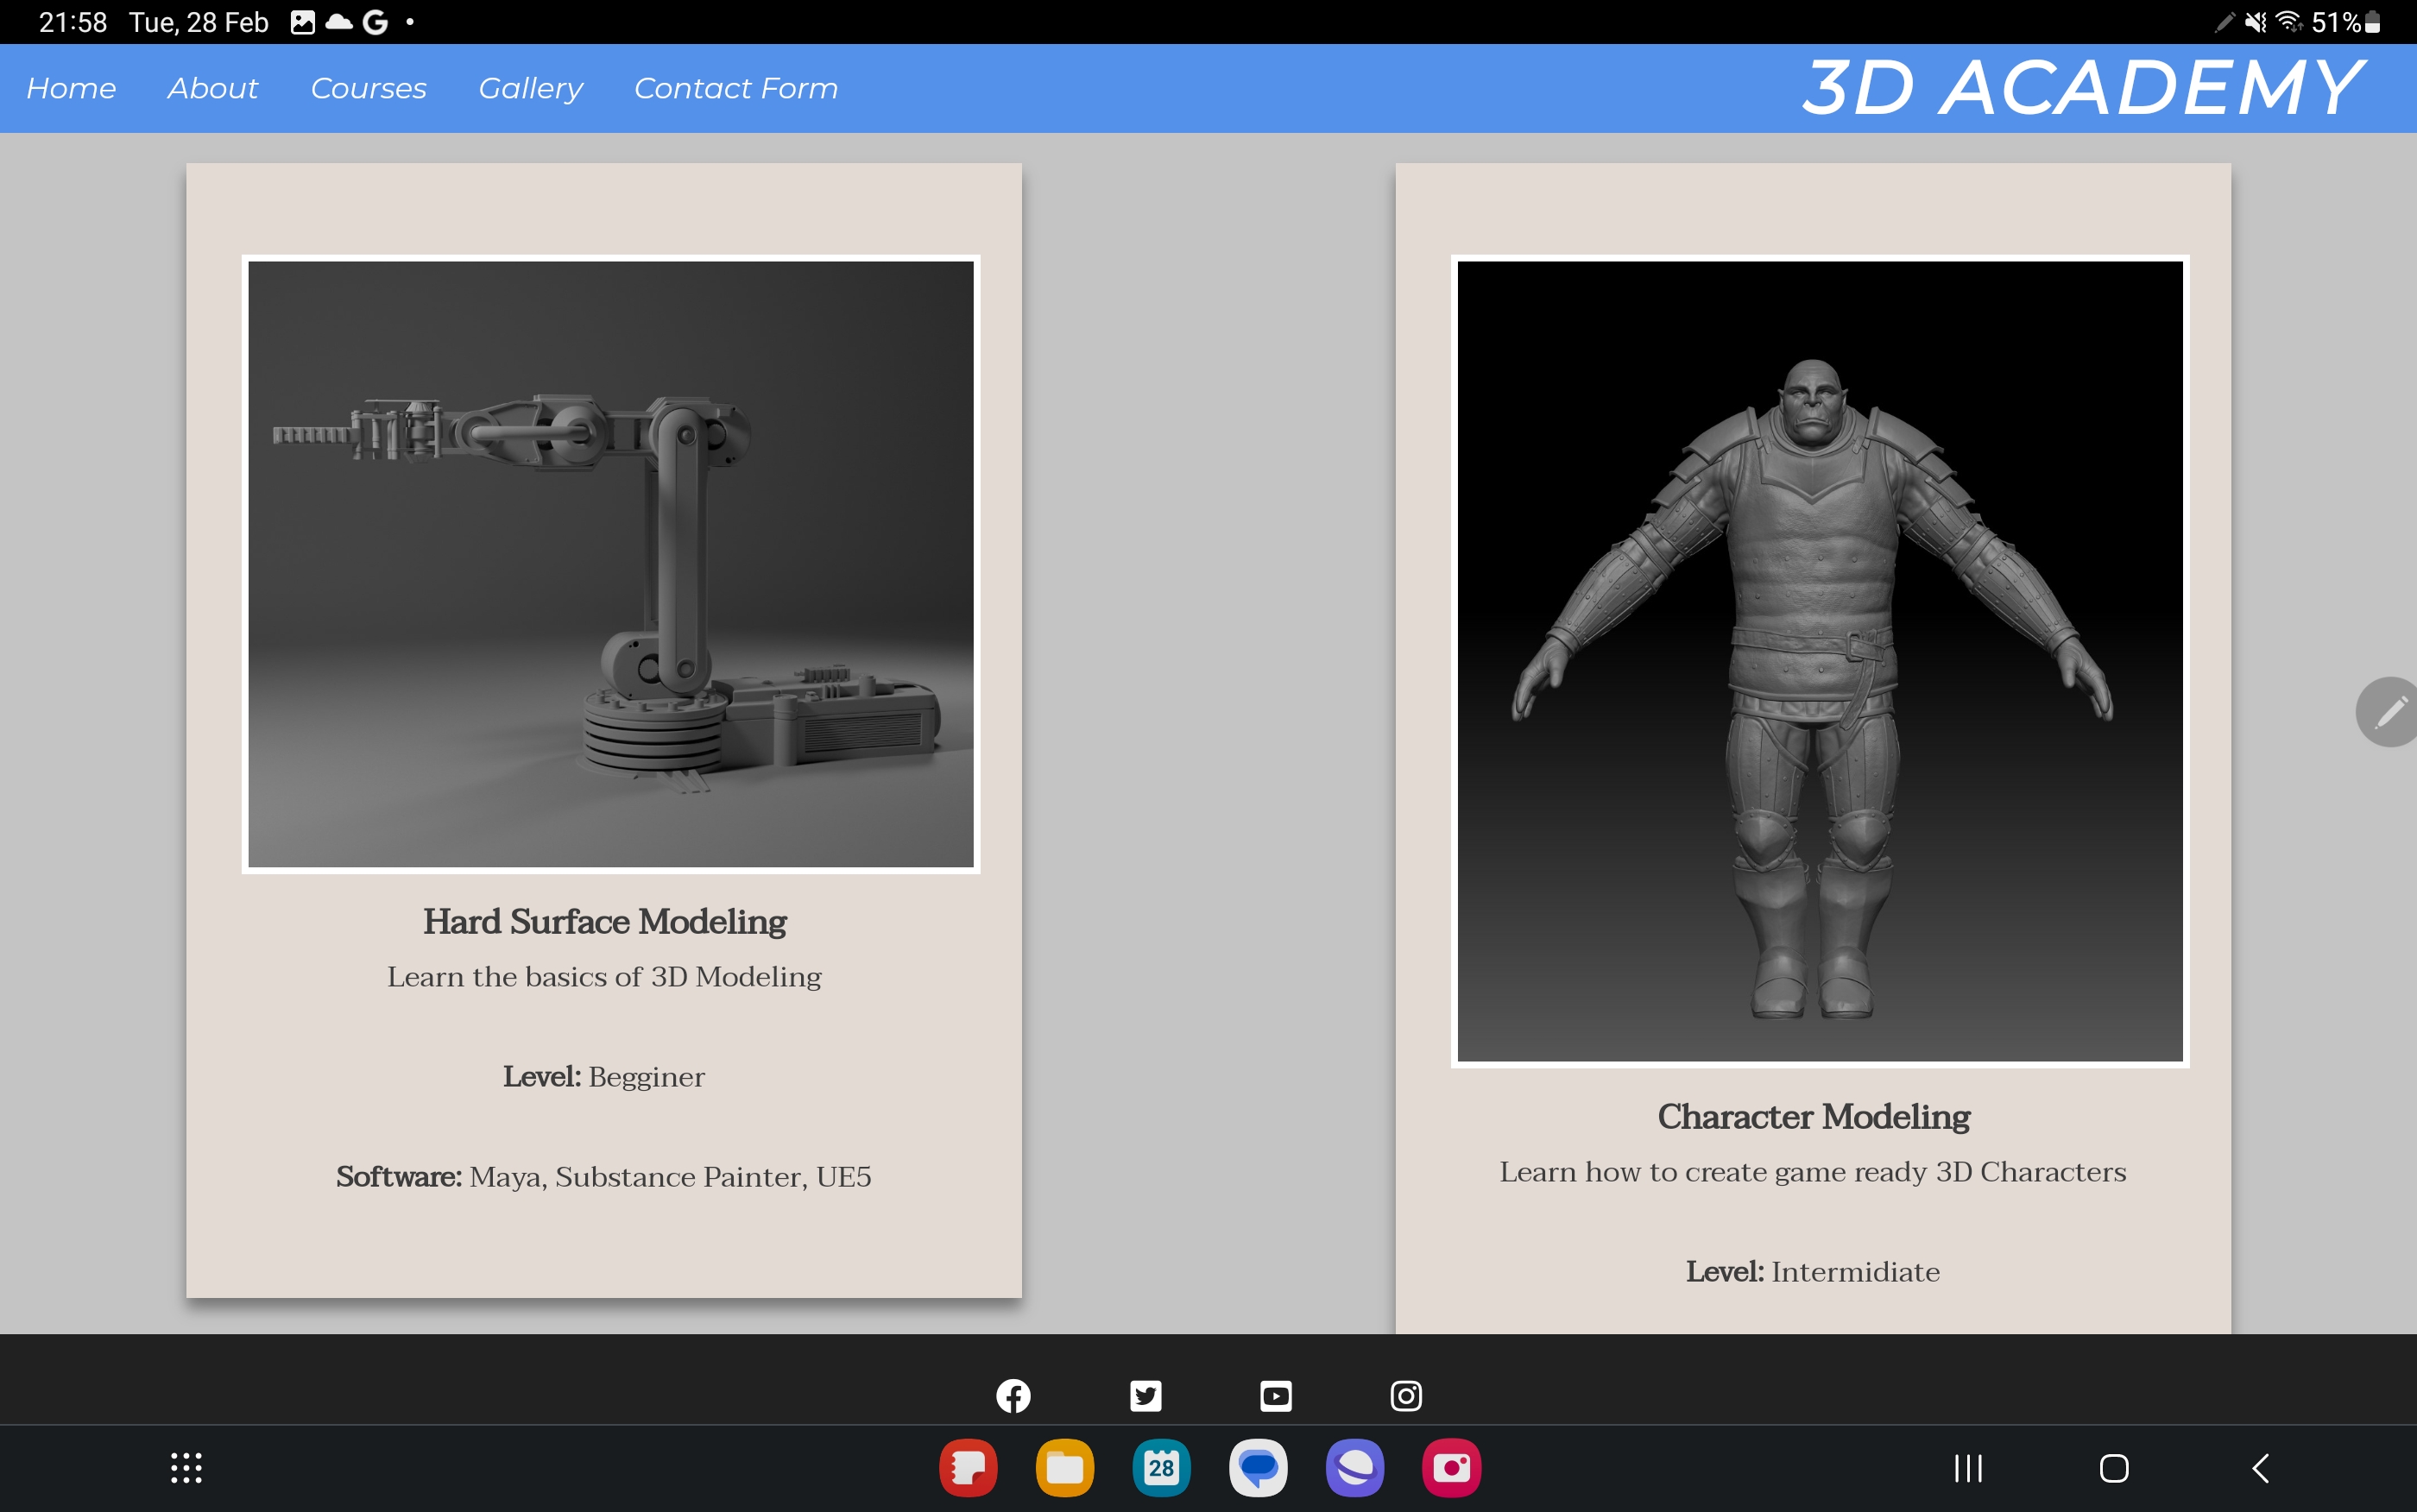 21:58 Tue, 28 Feb
51%
Home About Courses Gallery Contact Form
3D ACADEMY
Hard Surface Modeling
Learn the basics of 3D Modeling
Level: Begginer
Software: Maya, Substance Painter, UE5
Character Modeling
Learn how to create game ready 3D Characters
Level: Intermidiate
28